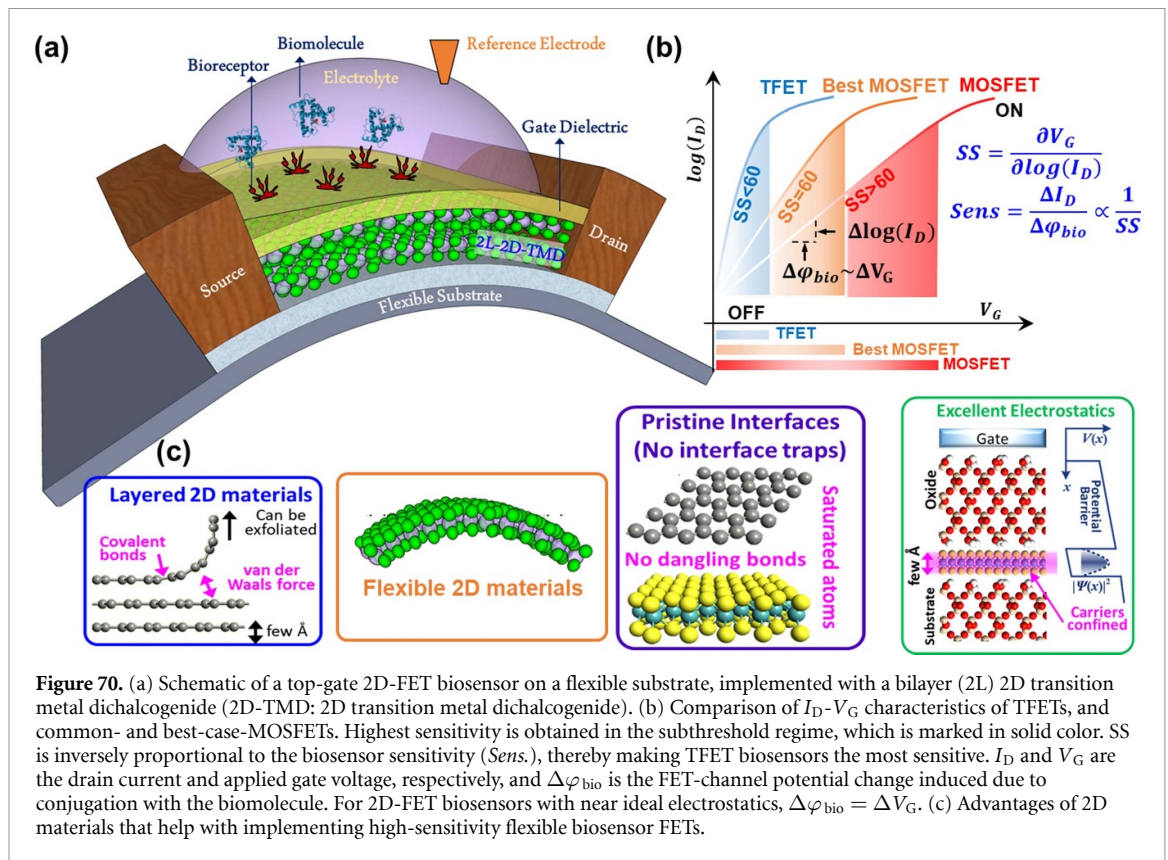 (a)
Biomolecule
Reference Electrode
Bioreceptor
Electrolyte
Gate Dielectric
2L-2D-TMD
Source
Drain
Flexible Substrate
(b)
TFET
Best MOSFET
MOSFET
ON
log(I_D)
SS<60
SS=60
SS>60
Δlog(I_D)
Δφ_bio~ΔV_G
SS = ∂V_G / ∂log(I_D)
Sens = ΔI_D / Δφ_bio ∝ 1 / SS
OFF
V_G
TFET
Best MOSFET
MOSFET
(c)
Layered 2D materials
Can be
exfoliated
Covalent
bonds
van der
Waals force
few Å
Flexible 2D materials
Pristine Interfaces
(No interface traps)
Saturated atoms
No dangling bonds
Excellent Electrostatics
Gate
V(x)
x
Oxide
Potential
Barrier
few Å
|Ψ(x)|²
Substrate
Carriers
confined
Figure 70. (a) Schematic of a top-gate 2D-FET biosensor on a flexible substrate, implemented with a bilayer (2L) 2D transition
metal dichalcogenide (2D-TMD: 2D transition metal dichalcogenide). (b) Comparison of I_D-V_G characteristics of TFETs, and
common- and best-case-MOSFETs. Highest sensitivity is obtained in the subthreshold regime, which is marked in solid color. SS
is inversely proportional to the biosensor sensitivity (Sens.), thereby making TFET biosensors the most sensitive. I_D and V_G are
the drain current and applied gate voltage, respectively, and Δφ_bio is the FET-channel potential change induced due to
conjugation with the biomolecule. For 2D-FET biosensors with near ideal electrostatics, Δφ_bio = ΔV_G. (c) Advantages of 2D
materials that help with implementing high-sensitivity flexible biosensor FETs.